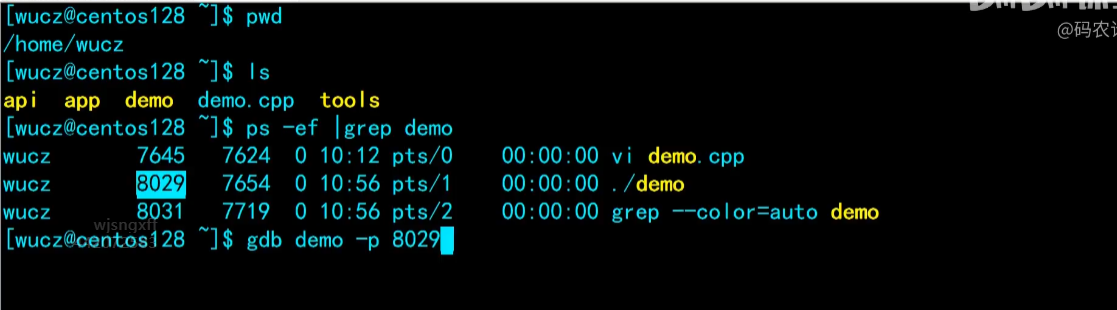 [wucz@centos128 ~]$ pwd
/home/wucz
[wucz@centos128 ~]$ ls
api app demo demo.cpp tools
[wucz@centos128 ~]$ ps -ef |grep demo
wucz 7645 7624 0 10:12 pts/0 00:00:00 vi demo.cpp
wucz 8029 7654 0 10:56 pts/1 00:00:00 ./demo
wucz 8031 7719 0 10:56 pts/2 00:00:00 grep --color=auto demo
[wucz@centos128 ~]$ gdb demo -p 8029
@码农
wjsngxff